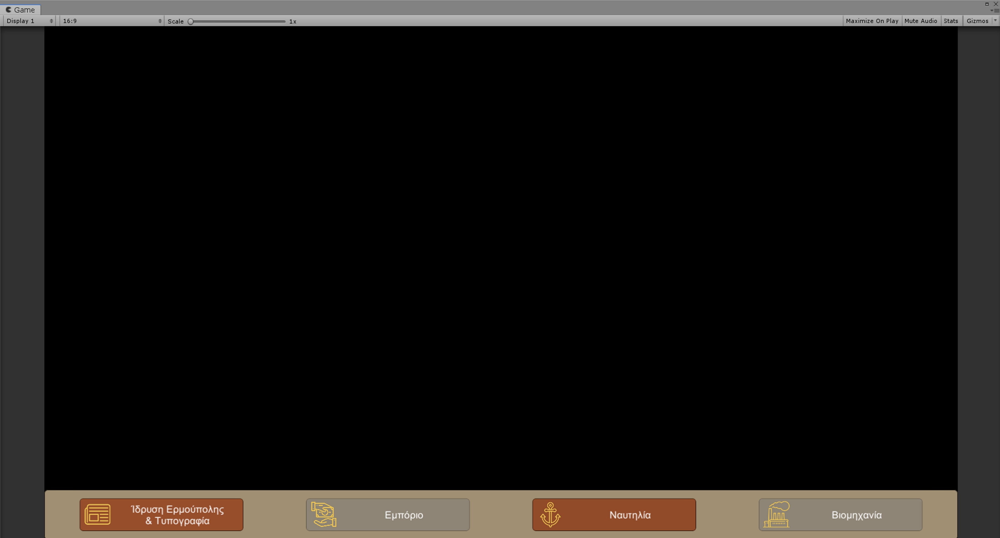 Game
Display 1
16:9
Scale
1x
Maximize On Play
Mute Audio
Stats
Gizmos
Ίδρυση Ερμούπολης
& Τυπογραφία
Εμπόριο
Ναυτηλία
Βιομηχανία